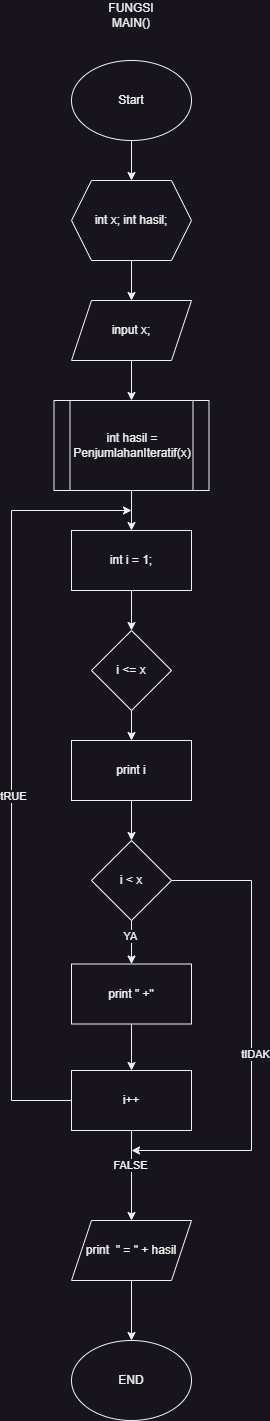 FUNGSI
MAIN()
Start
int x; int hasil;
input x;
int hasil =
PenjumlahanIteratif(x)
int i = 1;
i <= x
print i
tRUE
i < x
YA
print " +"
tIDAK
i++
FALSE
print " = " + hasil
END